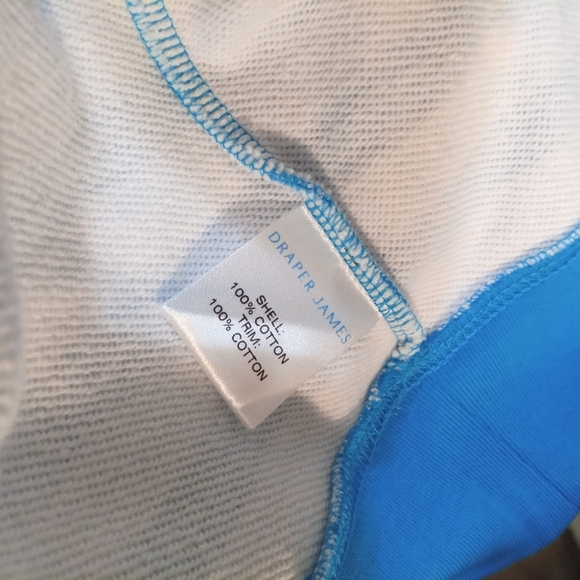 DRAPER JAMES
SHELL:
100% COTTON
TRIM:
100% COTTON